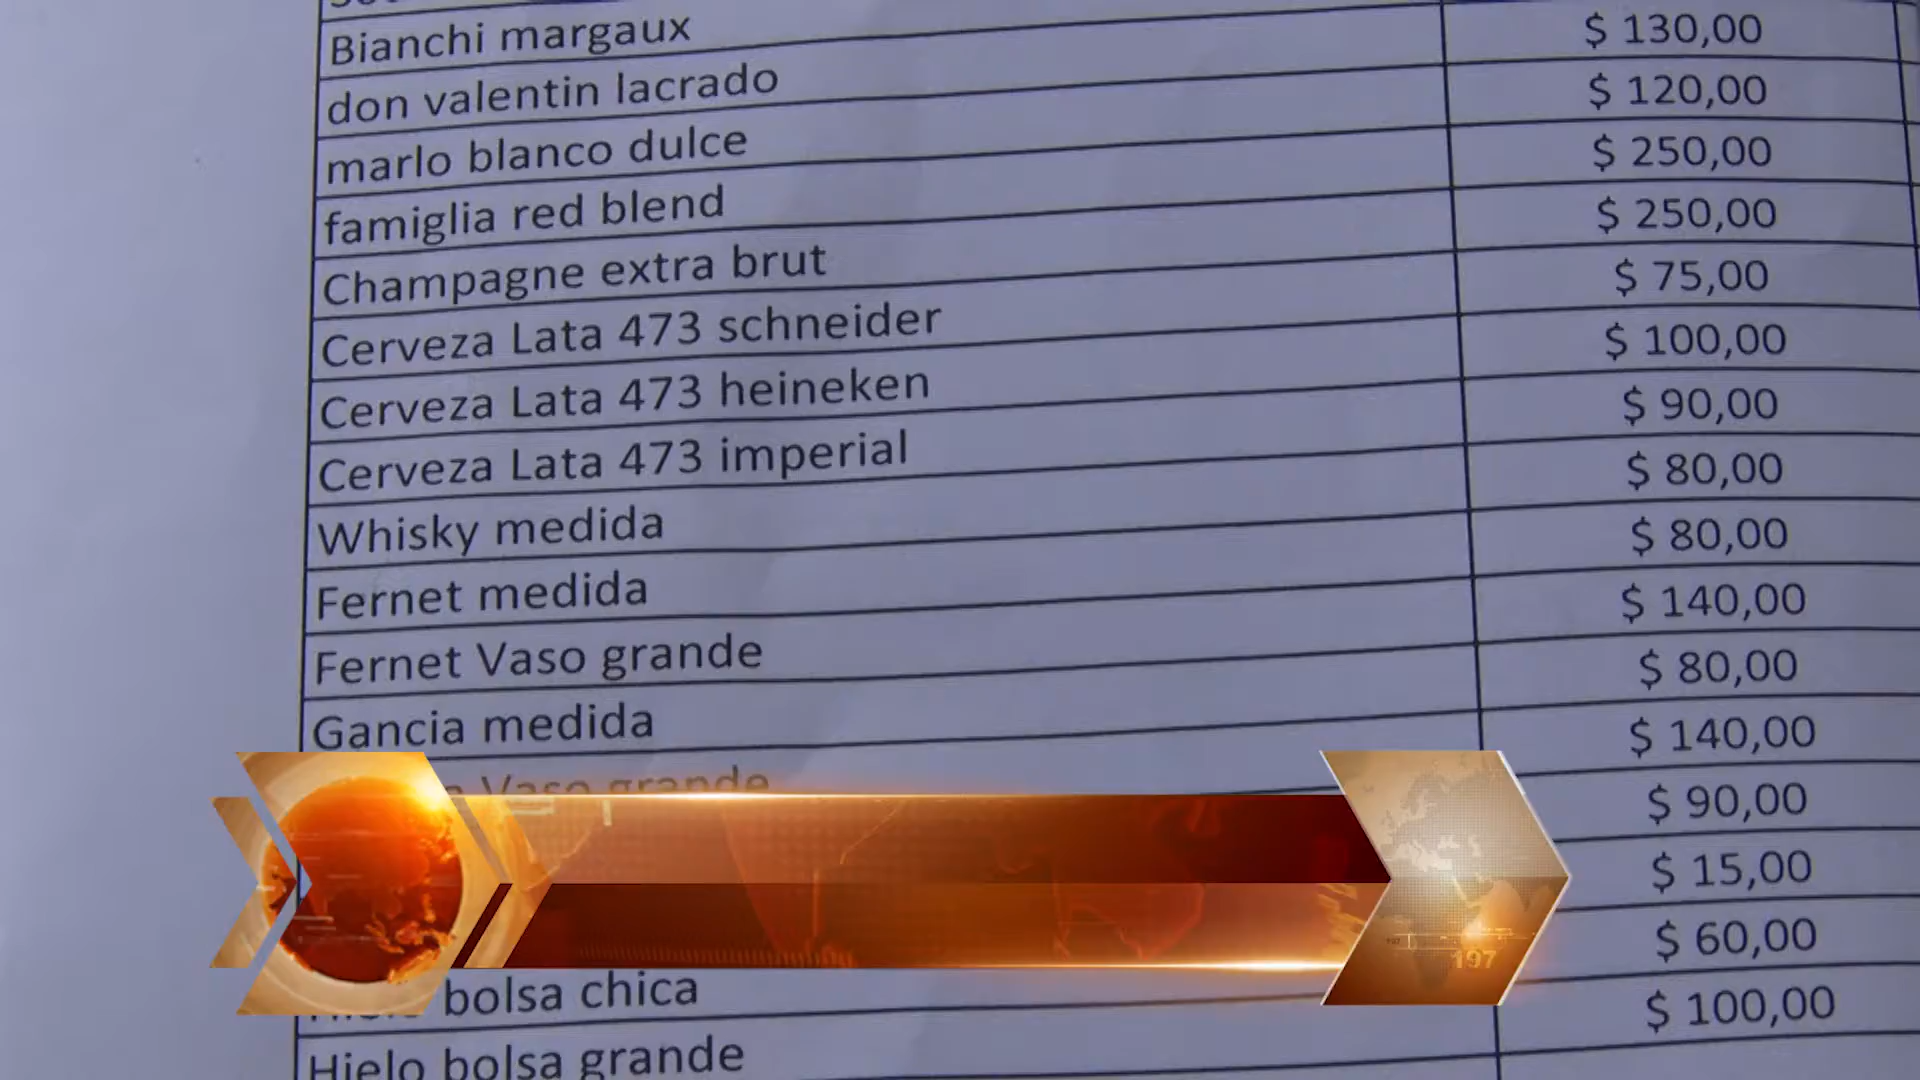 Bianchi margaux
don valentin lacrado $ 130,00
marlo blanco dulce $ 120,00
famiglia red blend $ 250,00
Champagne extra brut $ 250,00
Cerveza Lata 473 schneider $ 75,00
Cerveza Lata 473 heineken $ 100,00
Cerveza Lata 473 imperial $ 90,00
Whisky medida $ 80,00
Fernet medida $ 80,00
Fernet Vaso grande $ 140,00
Gancia medida $ 80,00
Vaso grande $ 140,00
$ 90,00
$ 15,00
bolsa chica $ 60,00
Hielo bolsa grande $ 100,00
197